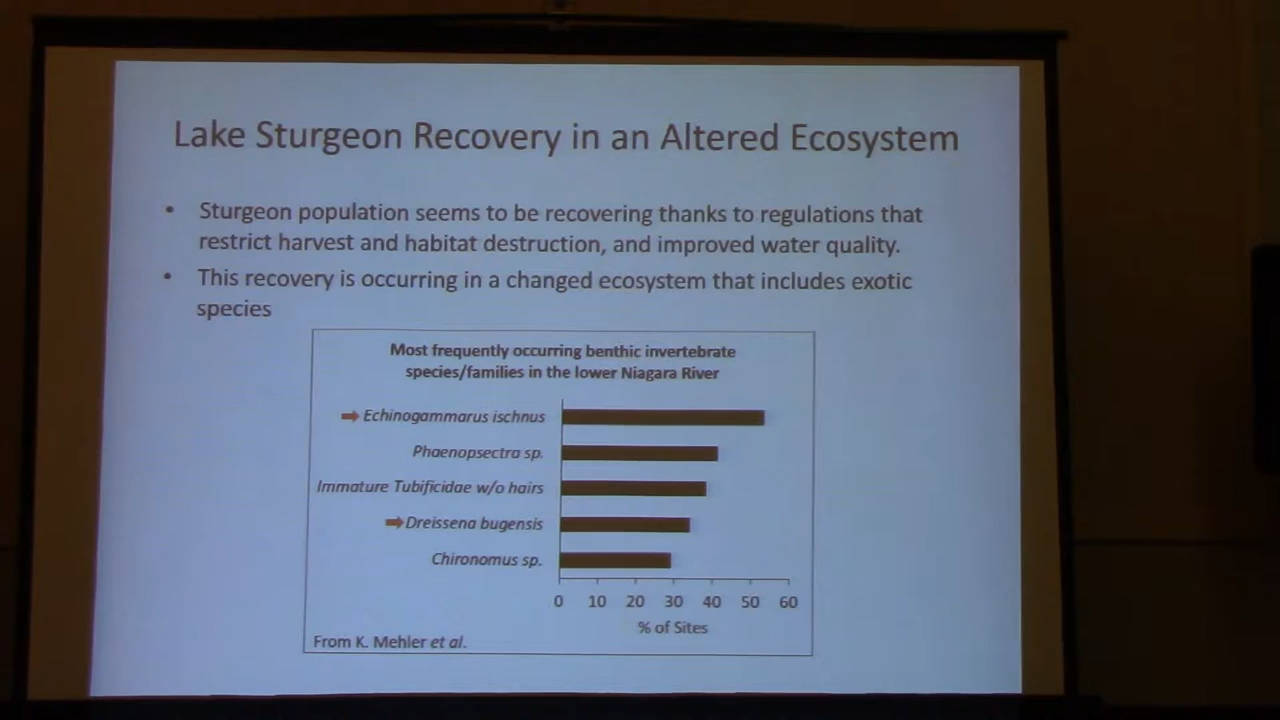 Lake Sturgeon Recovery in an Altered Ecosystem
• Sturgeon population seems to be recovering thanks to regulations that
restrict harvest and habitat destruction, and improved water quality.
• This recovery is occurring in a changed ecosystem that includes exotic
species
Most frequently occurring benthic invertebrate
species/families in the lower Niagara River
Echinogammarus ischnus
Phaenopsectra sp.
Immature Tubificidae w/o hairs
Dreissena bugensis
Chironomus sp.
0 10 20 30 40 50 60
% of Sites
From K. Mehler et al.